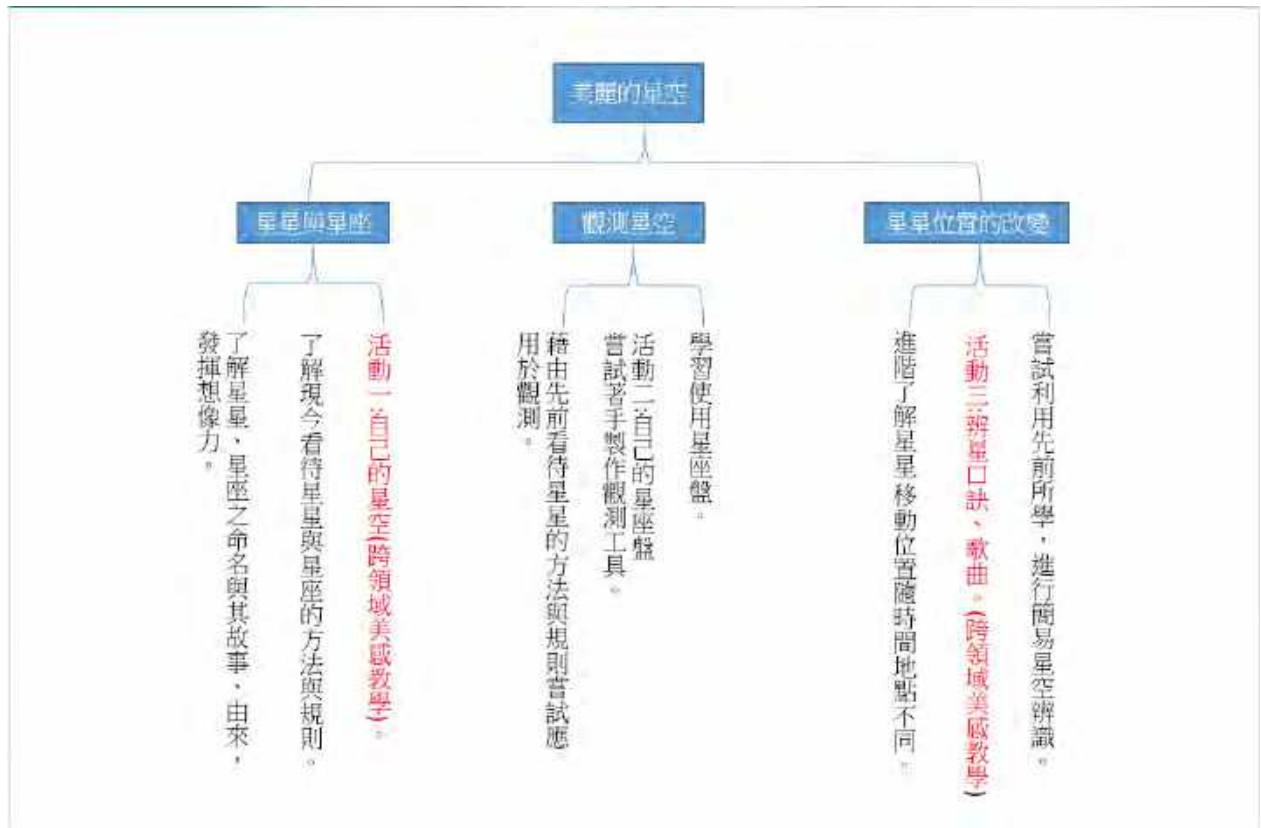 美麗的星空
星星與星座
觀測星空
星星位置的改變
活動一:自己的星空(跨領域美感教學)。
了解現今看待星星與星座的方法與規則。
了解星星、星座之命名與其故事、由來,
發揮想像力。
學習使用星座盤。
活動二:自己的星座盤
嘗試著手製作觀測工具。
藉由先前看待星星的方法與規則嘗試應
用於觀測。
嘗試利用先前所學,進行簡易星空辨識。
活動三:辨星口訣、歌曲。(跨領域美感教學)
進階了解星星移動位置隨時間地點不同。